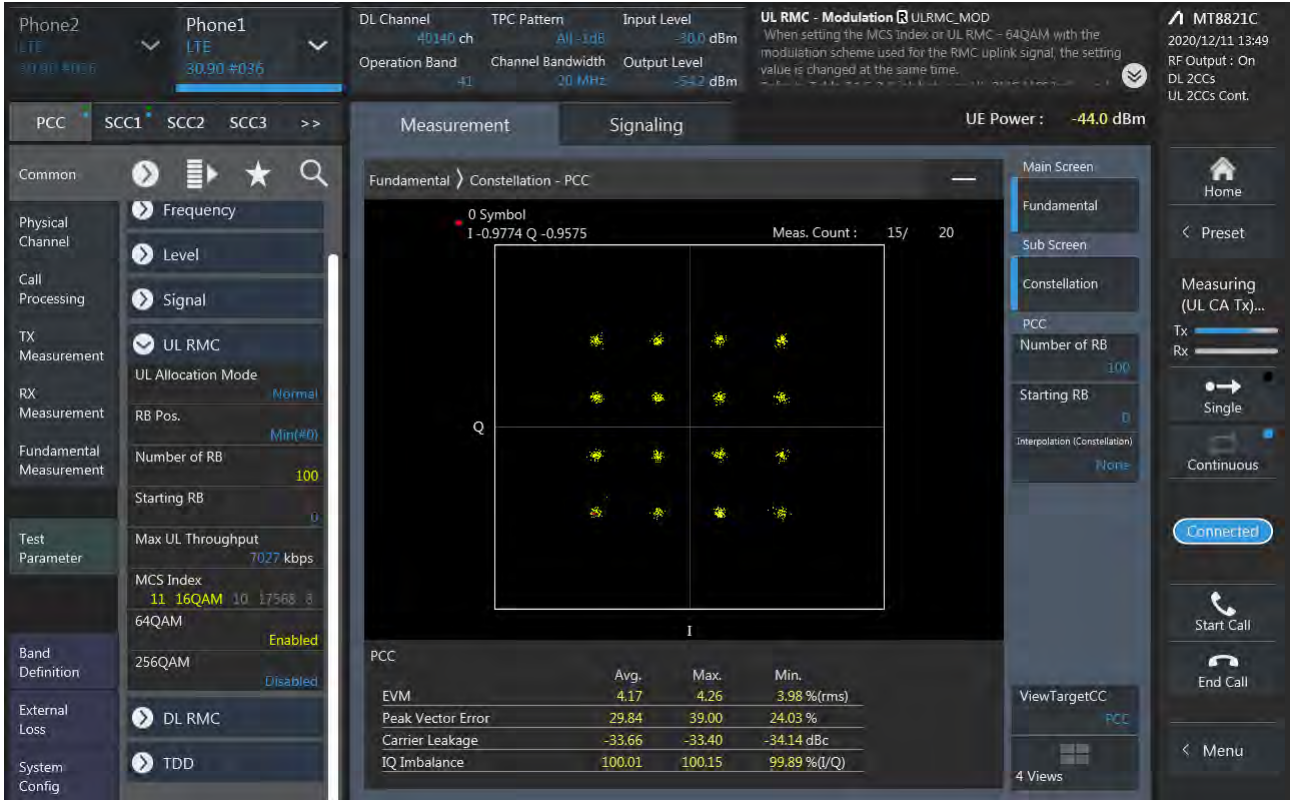 Phone2
LTE
30.90 #036
Phone1
LTE
30.90 #036
DL Channel
40140 ch
TPC Pattern
All -1dB
Input Level
-30.0 dBm
Operation Band
41
Channel Bandwidth
20 MHz
Output Level
-54.2 dBm
UL RMC - Modulation R ULRMC_MOD
When setting the MCS Index or UL RMC - 64QAM with the
modulation scheme used for the RMC uplink signal, the setting
value is changed at the same time.
MT8821C
2020/12/11 13:49
RF Output : On
DL 2CCs
UL 2CCs Cont.
PCC SCC1 SCC2 SCC3 >>
Measurement
Signaling
UE Power : -44.0 dBm
Common
Physical
Channel
Call
Processing
TX
Measurement
RX
Measurement
Fundamental
Measurement
Test
Parameter
Band
Definition
External
Loss
System
Config
Frequency
Level
Signal
UL RMC
UL Allocation Mode
Normal
RB Pos.
Min(#0)
Number of RB
100
Starting RB
0
Max UL Throughput
7027 kbps
MCS Index
11 16QAM 10 17568 8
64QAM
Enabled
256QAM
Disabled
DL RMC
TDD
Fundamental > Constellation - PCC
0 Symbol
I -0.9774 Q -0.9575
Meas. Count : 15/ 20
Q
I
PCC
Avg. Max. Min.
EVM 4.17 4.26 3.98 %(rms)
Peak Vector Error 29.84 39.00 24.03 %
Carrier Leakage -33.66 -33.40 -34.14 dBc
IQ Imbalance 100.01 100.15 99.89 %(I/Q)
Main Screen
Fundamental
Sub Screen
Constellation
PCC
Number of RB
100
Starting RB
0
Interpolation (Constellation)
None
ViewTargetCC
PCC
4 Views
Home
< Preset
Measuring
(UL CA Tx)...
Tx
Rx
Single
Continuous
Connected
Start Call
End Call
< Menu